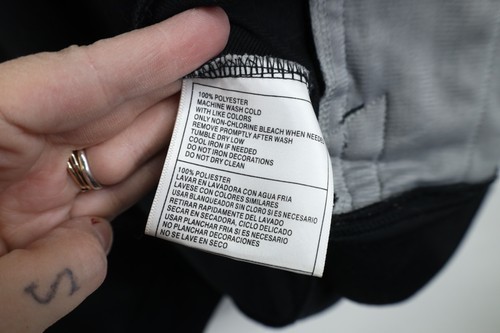 100% POLYESTER
MACHINE WASH COLD
WITH LIKE COLORS
ONLY NON-CHLORINE BLEACH WHEN NEEDED
REMOVE PROMPTLY AFTER WASH
TUMBLE DRY LOW
COOL IRON IF NEEDED
DO NOT IRON DECORATIONS
DO NOT DRY CLEAN
100% POLIESTER
LAVAR EN LAVADORA CON AGUA FRIA
LAVESE CON COLORES SIMILARES
USAR BLANQUEADOR SIN CLORO SI ES NECESARIO
RETIRAR RAPIDAMENTE DEL LAVADO
SECAR EN SECADORA, CICLO DELICADO
USAR PLANCHAR FRIA SI ES NECESARIO
NO PLANCHAR DECORACIONES
NO SE LAVE EN SECO